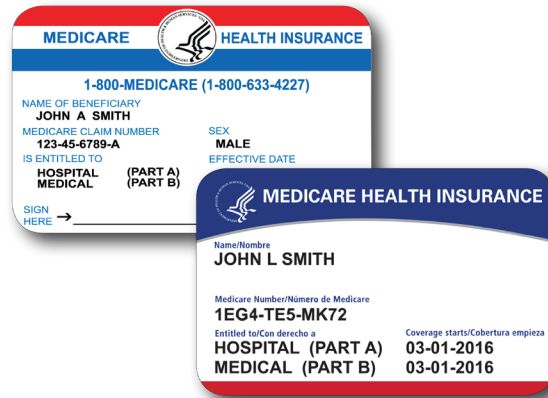 MEDICARE HEALTH INSURANCE
1-800-MEDICARE (1-800-633-4227)
NAME OF BENEFICIARY
JOHN A SMITH
MEDICARE CLAIM NUMBER SEX
123-45-6789-A MALE
IS ENTITLED TO EFFECTIVE DATE
HOSPITAL (PART A)
MEDICAL (PART B)
SIGN
HERE →
MEDICARE HEALTH INSURANCE
Name/Nombre
JOHN L SMITH
Medicare Number/Número de Medicare
1EG4-TE5-MK72
Entitled to/Con derecho a Coverage starts/Cobertura empieza
HOSPITAL (PART A) 03-01-2016
MEDICAL (PART B) 03-01-2016